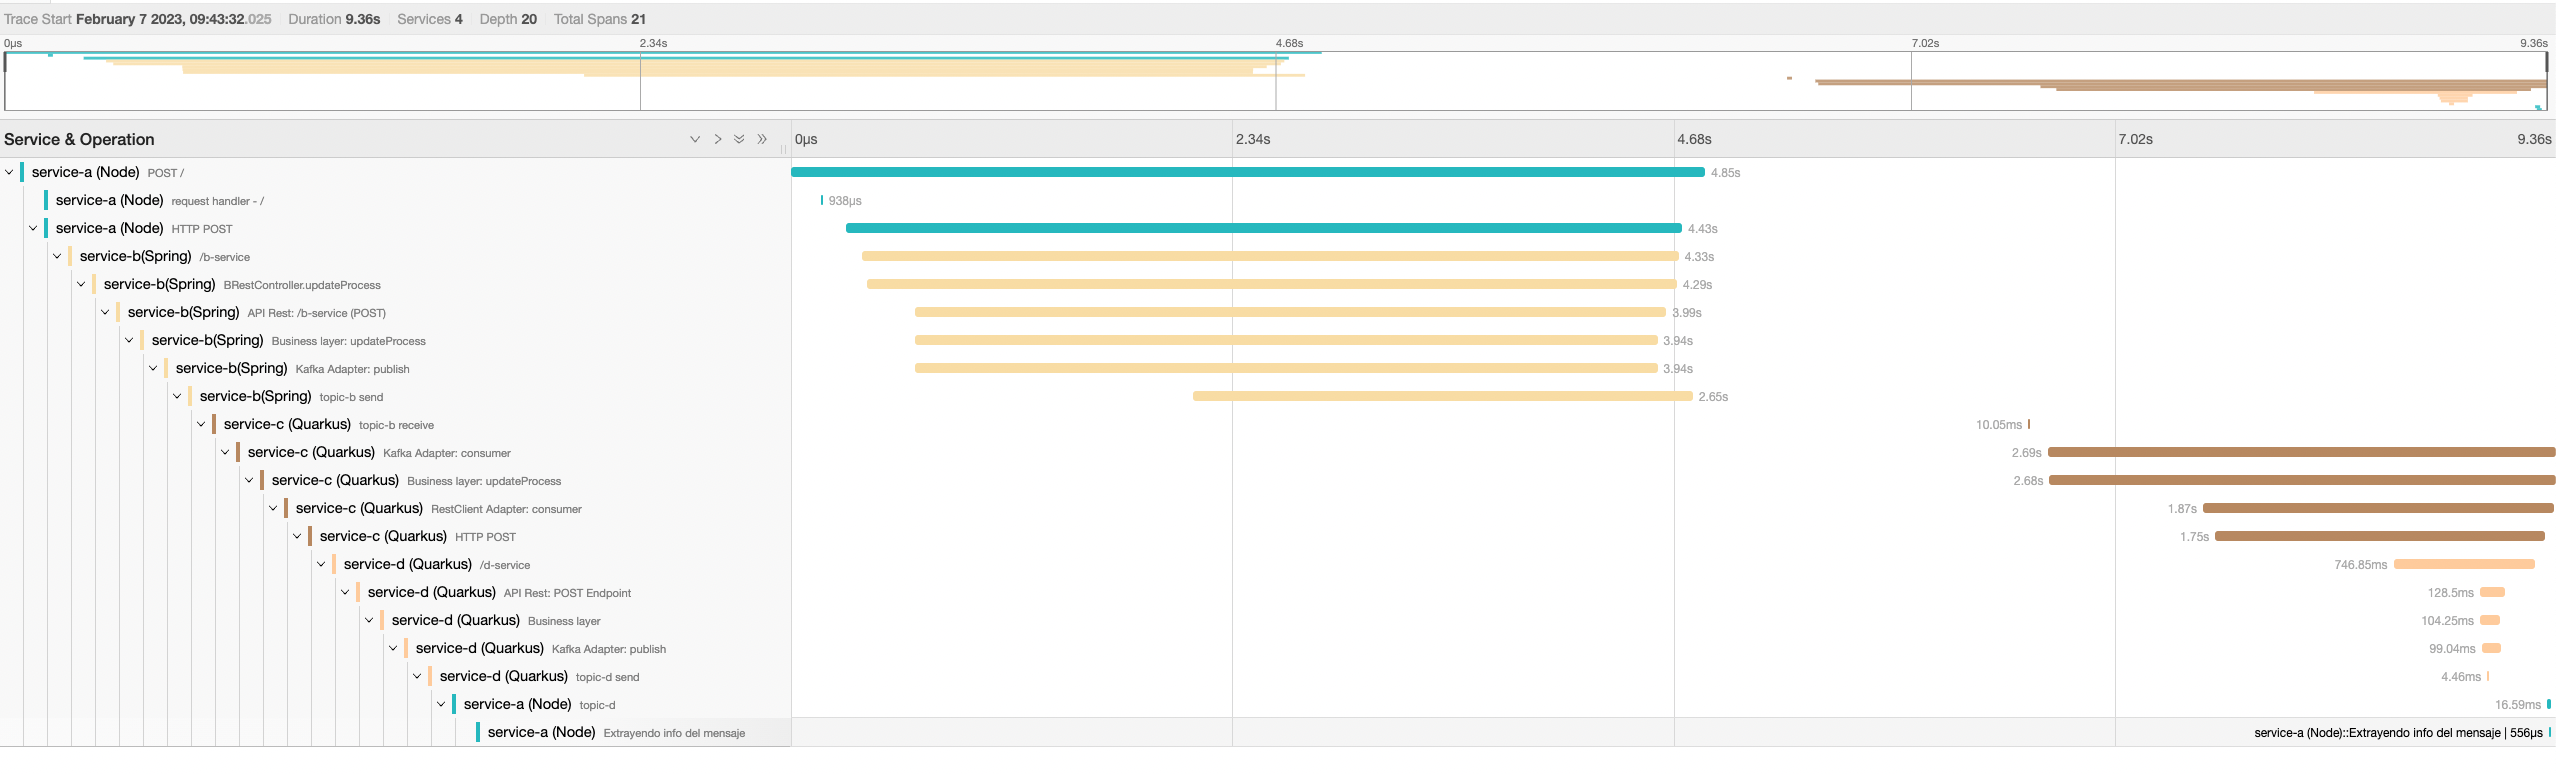 Trace Start February 7 2023, 09:43:32.025 Duration 9.36s Services 4 Depth 20 Total Spans 21
0μs 2.34s 4.68s 7.02s 9.36s
Service & Operation 0μs 2.34s 4.68s 7.02s 9.36s
service-a (Node) POST / 4.85s
service-a (Node) request handler - / 938μs
service-a (Node) HTTP POST 4.43s
service-b(Spring) /b-service 4.33s
service-b(Spring) BRestController.updateProcess 4.29s
service-b(Spring) API Rest: /b-service (POST) 3.99s
service-b(Spring) Business layer: updateProcess 3.94s
service-b(Spring) Kafka Adapter: publish 3.94s
service-b(Spring) topic-b send 2.65s
service-c (Quarkus) topic-b receive 10.05ms
service-c (Quarkus) Kafka Adapter: consumer 2.69s
service-c (Quarkus) Business layer: updateProcess 2.68s
service-c (Quarkus) RestClient Adapter: consumer 1.87s
service-c (Quarkus) HTTP POST 1.75s
service-d (Quarkus) /d-service 746.85ms
service-d (Quarkus) API Rest: POST Endpoint 128.5ms
service-d (Quarkus) Business layer 104.25ms
service-d (Quarkus) Kafka Adapter: publish 99.04ms
service-d (Quarkus) topic-d send 4.46ms
service-a (Node) topic-d 16.59ms
service-a (Node) Extrayendo info del mensaje service-a (Node)::Extrayendo info del mensaje | 556μs